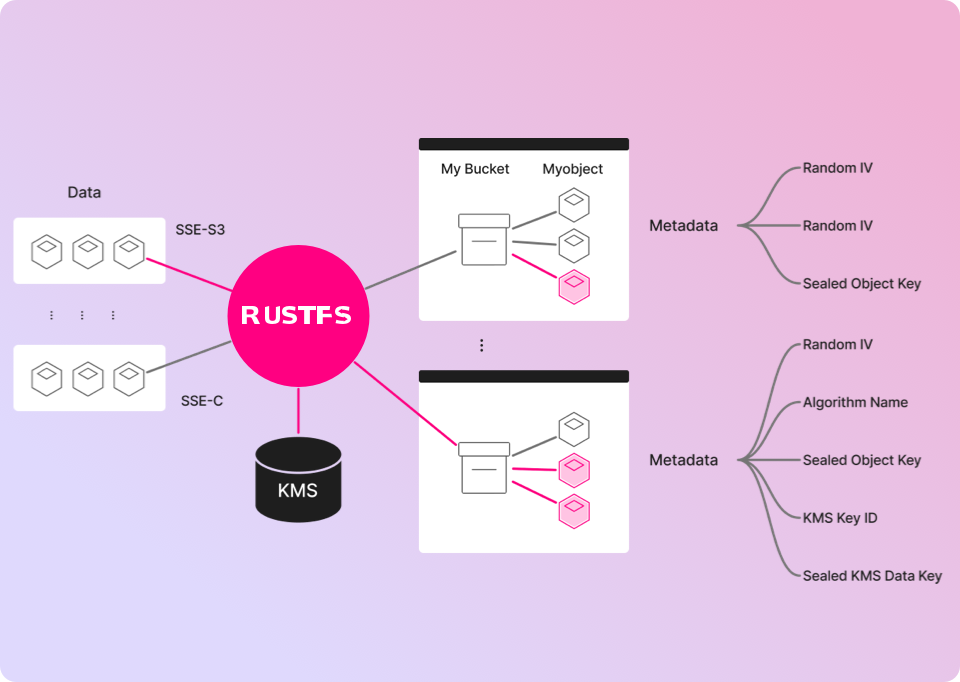 Data
SSE-S3
SSE-C
RUSTFS
KMS
My Bucket
Myobject
Metadata
Random IV
Random IV
Sealed Object Key
Metadata
Random IV
Algorithm Name
Sealed Object Key
KMS Key ID
Sealed KMS Data Key